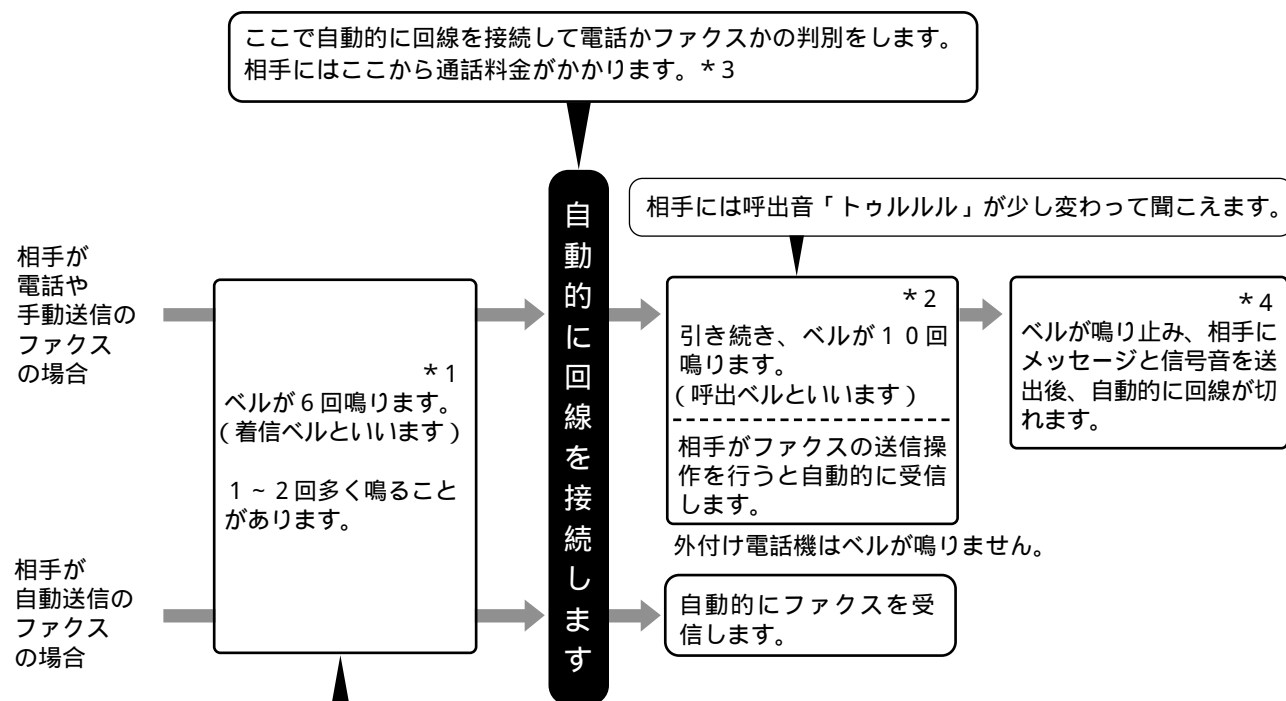 ここで自動的に回線を接続して電話かファクスかの判別をします。
相手にはここから通話料金がかかります。*3
自動的に回線を接続します
相手には呼出音「トゥルルル」が少し変わって聞こえます。
相手が
電話や
手動送信の
ファクス
の場合
*1
ベルが6回鳴ります。
(着信ベルといいます)
1~2回多く鳴ること
があります。
*2
引き続き、ベルが10回
鳴ります。
(呼出ベルといいます)
相手がファクスの送信操
作を行うと自動的に受信
します。
*4
ベルが鳴り止み、相手に
メッセージと信号音を送
出後、自動的に回線が切
れます。
外付け電話機はベルが鳴りません。
相手が
自動送信の
ファクス
の場合
自動的にファクスを受
信します。